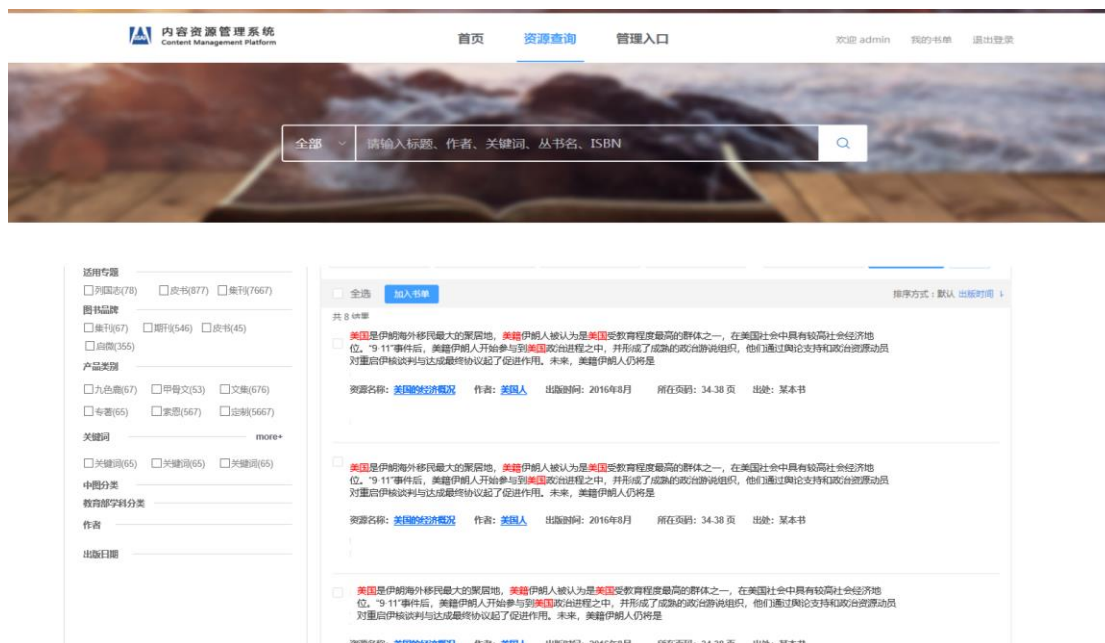 内容资源管理系统
Content Management Platform
首页 资源查询 管理入口
欢迎 admin 我的书单 退出登录
全部 请输入标题、作者、关键词、丛书名、ISBN
适用专题
列国志(78) 皮书(877) 集刊(7667)
图书品牌
集刊(67) 期刊(546) 皮书(45)
启微(355)
产品类别
九色鹿(67) 甲骨文(53) 文集(676)
专著(65) 索恩(567) 定制(5667)
关键词 more+
关键词(65) 关键词(65) 关键词(65)
中图分类
教育部学科分类
作者
出版日期
全选 加入书单 排序方式：默认 出版时间
共 8 结果
美国是伊朗海外移民最大的聚居地，美籍伊朗人被认为是美国受教育程度最高的群体之一，在美国社会中具有较高社会经济地
位。“9·11”事件后，美籍伊朗人开始参与到美国政治进程之中，并形成了成熟的政治游说组织，他们通过舆论支持和政治资源动员
对重启伊核谈判与达成最终协议起了促进作用。未来，美籍伊朗人仍将是
资源名称：美国的经济概况 作者：美国人 出版时间：2016年8月 所在页码：34-38 页 出处：某本书
美国是伊朗海外移民最大的聚居地，美籍伊朗人被认为是美国受教育程度最高的群体之一，在美国社会中具有较高社会经济地
位。“9·11”事件后，美籍伊朗人开始参与到美国政治进程之中，并形成了成熟的政治游说组织，他们通过舆论支持和政治资源动员
对重启伊核谈判与达成最终协议起了促进作用。未来，美籍伊朗人仍将是
资源名称：美国的经济概况 作者：美国人 出版时间：2016年8月 所在页码：34-38 页 出处：某本书
美国是伊朗海外移民最大的聚居地，美籍伊朗人被认为是美国受教育程度最高的群体之一，在美国社会中具有较高社会经济地
位。“9·11”事件后，美籍伊朗人开始参与到美国政治进程之中，并形成了成熟的政治游说组织，他们通过舆论支持和政治资源动员
对重启伊核谈判与达成最终协议起了促进作用。未来，美籍伊朗人仍将是